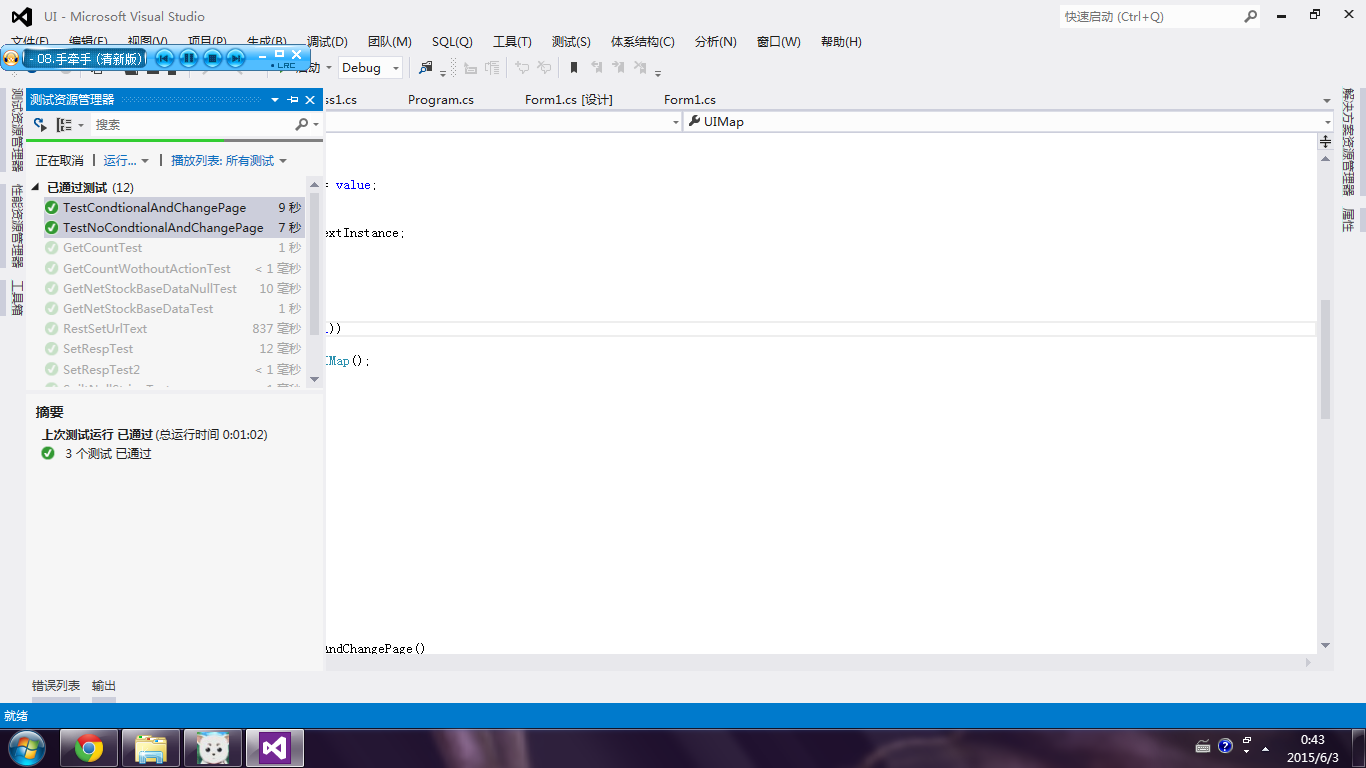 UI - Microsoft Visual Studio
快速启动 (Ctrl+Q)
文件(F) 编辑(E) 视图(V) 项目(P) 生成(B) 调试(D) 团队(M) SQL(Q) 工具(T) 测试(S) 体系结构(C) 分析(N) 窗口(W) 帮助(H)
- 08.手牵手 (清新版)
LRC
启动 Debug
测试资源管理器
性能资源管理器
工具箱
测试资源管理器
ss1.cs Program.cs Form1.cs [设计] Form1.cs
搜索
UIMap
正在取消 运行... 播放列表: 所有测试
已通过测试 (12)
TestCondtionalAndChangePage 9 秒
TestNoCondtionalAndChangePage 7 秒
GetCountTest 1 秒
GetCountWothoutActionTest < 1 毫秒
GetNetStockBaseDataNullTest 10 毫秒
GetNetStockBaseDataTest 1 秒
RestSetUrlText 837 毫秒
SetRespTest 12 毫秒
SetRespTest2 < 1 毫秒
摘要
上次测试运行 已通过 (总运行时间 0:01:02)
3 个测试 已通过
= value;
extInstance;
))
IMap();
AndChangePage()
解决方案资源管理器
属性
错误列表 输出
就绪
0:43
2015/6/3